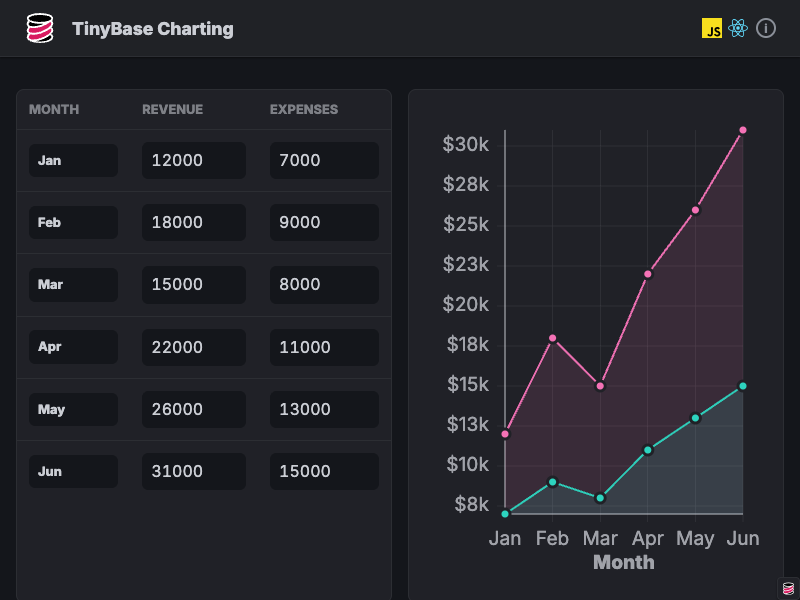 TinyBase Charting
JS
MONTH REVENUE EXPENSES
Jan 12000 7000
Feb 18000 9000
Mar 15000 8000
Apr 22000 11000
May 26000 13000
Jun 31000 15000
$30k
$28k
$25k
$23k
$20k
$18k
$15k
$13k
$10k
$8k
Jan Feb Mar Apr May Jun
Month